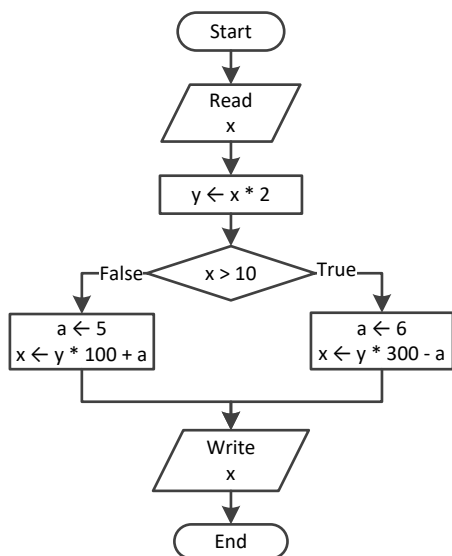 Start
Read
x
y ← x * 2
False
x > 10
True
a ← 5
x ← y * 100 + a
a ← 6
x ← y * 300 - a
Write
x
End